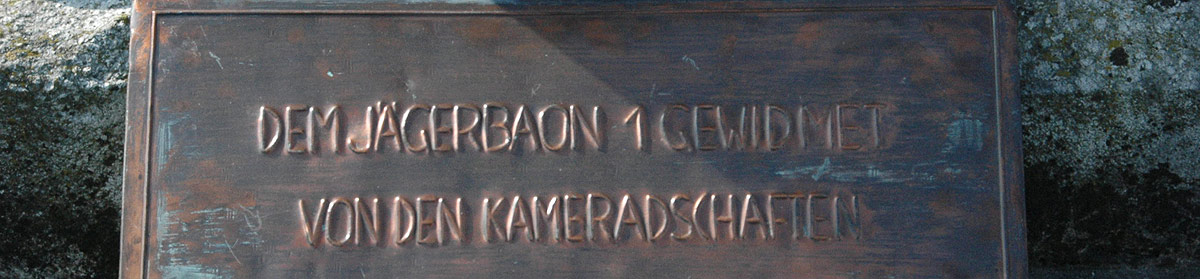 DEM JÄGERBAON 1 GEWIDMET
VON DEN KAMERADSCHAFTEN